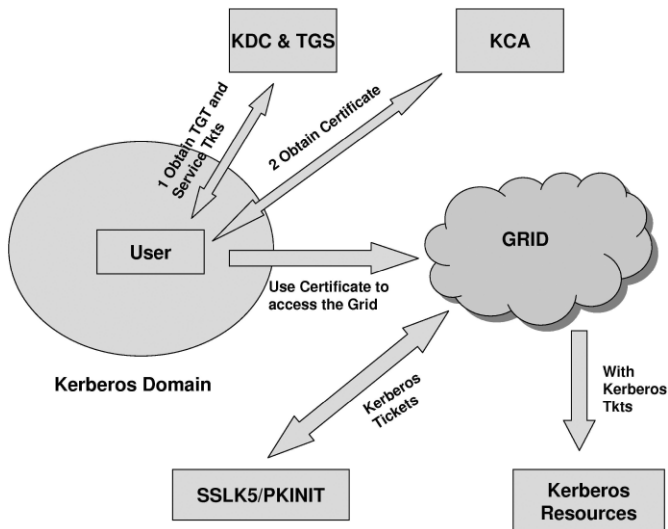 KDC & TGS
KCA
1 Obtain TGT and
Service Tkts
2 Obtain Certificate
User
GRID
Use Certificate to
access the Grid
Kerberos Domain
Kerberos
Tickets
With
Kerberos
Tkts
SSLK5/PKINIT
Kerberos
Resources